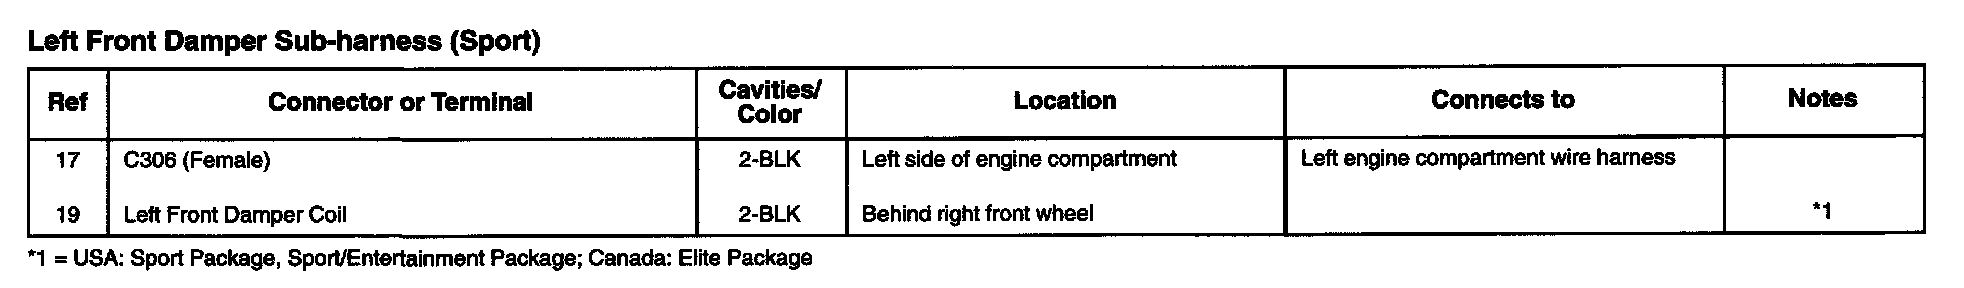 Left Front Damper Sub-harness (Sport)
Ref Connector or Terminal Cavities/ Color Location Connects to Notes
17 C306 (Female) 2-BLK Left side of engine compartment Left engine compartment wire harness
19 Left Front Damper Coil 2-BLK Behind right front wheel *1
*1 = USA: Sport Package, Sport/Entertainment Package; Canada: Elite Package